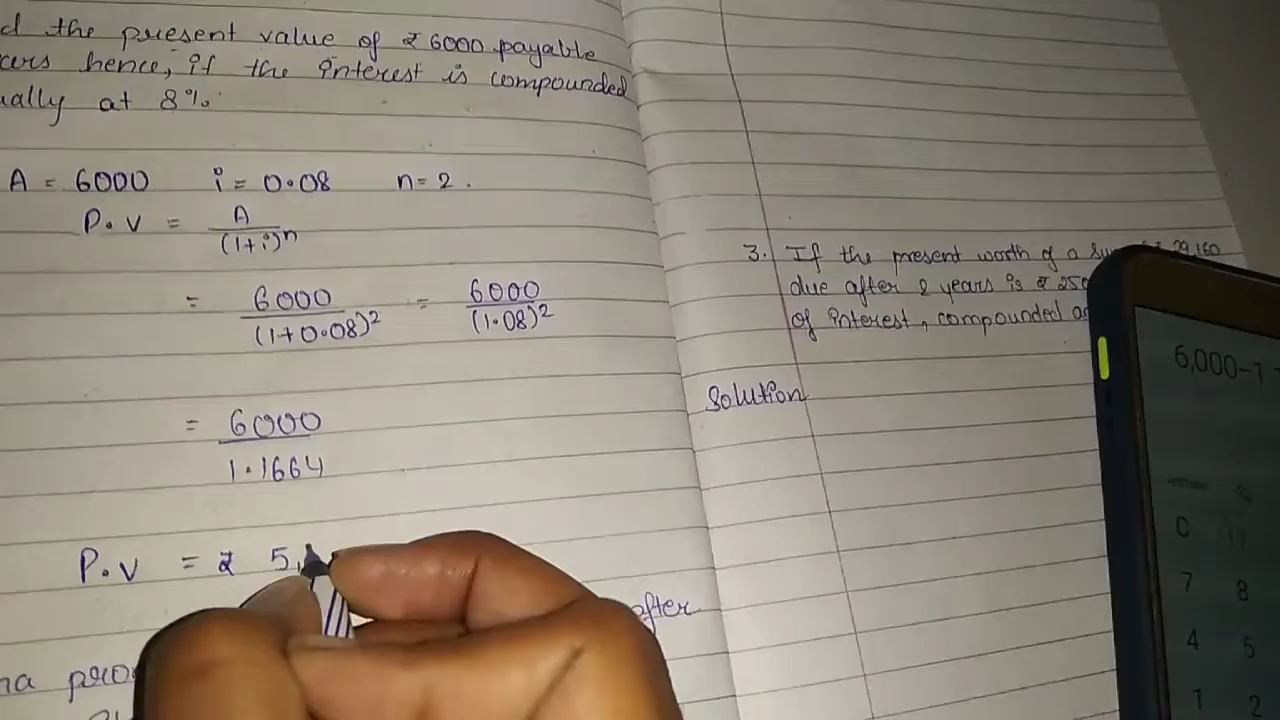 the present value of ₹ 6000 payable
hence, if the interest is compounded
at 8%.
A = 6000 i = 0.08 n = 2.
P.V = A
(1+i)n
= 6000 = 6000
(1+0.08)2 (1.08)2
= 6000
1.1664
P.V = ₹ 5,
after
3. If the present worth of a
due after 2 years is ₹
of interest, compounded
Solution
6,000
C
7 8
4 5
1 2